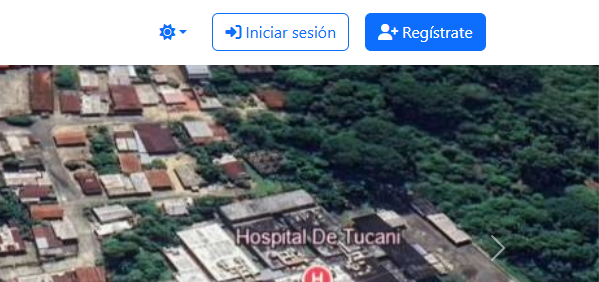 Iniciar sesión
Regístrate
Hospital De Tucani
H